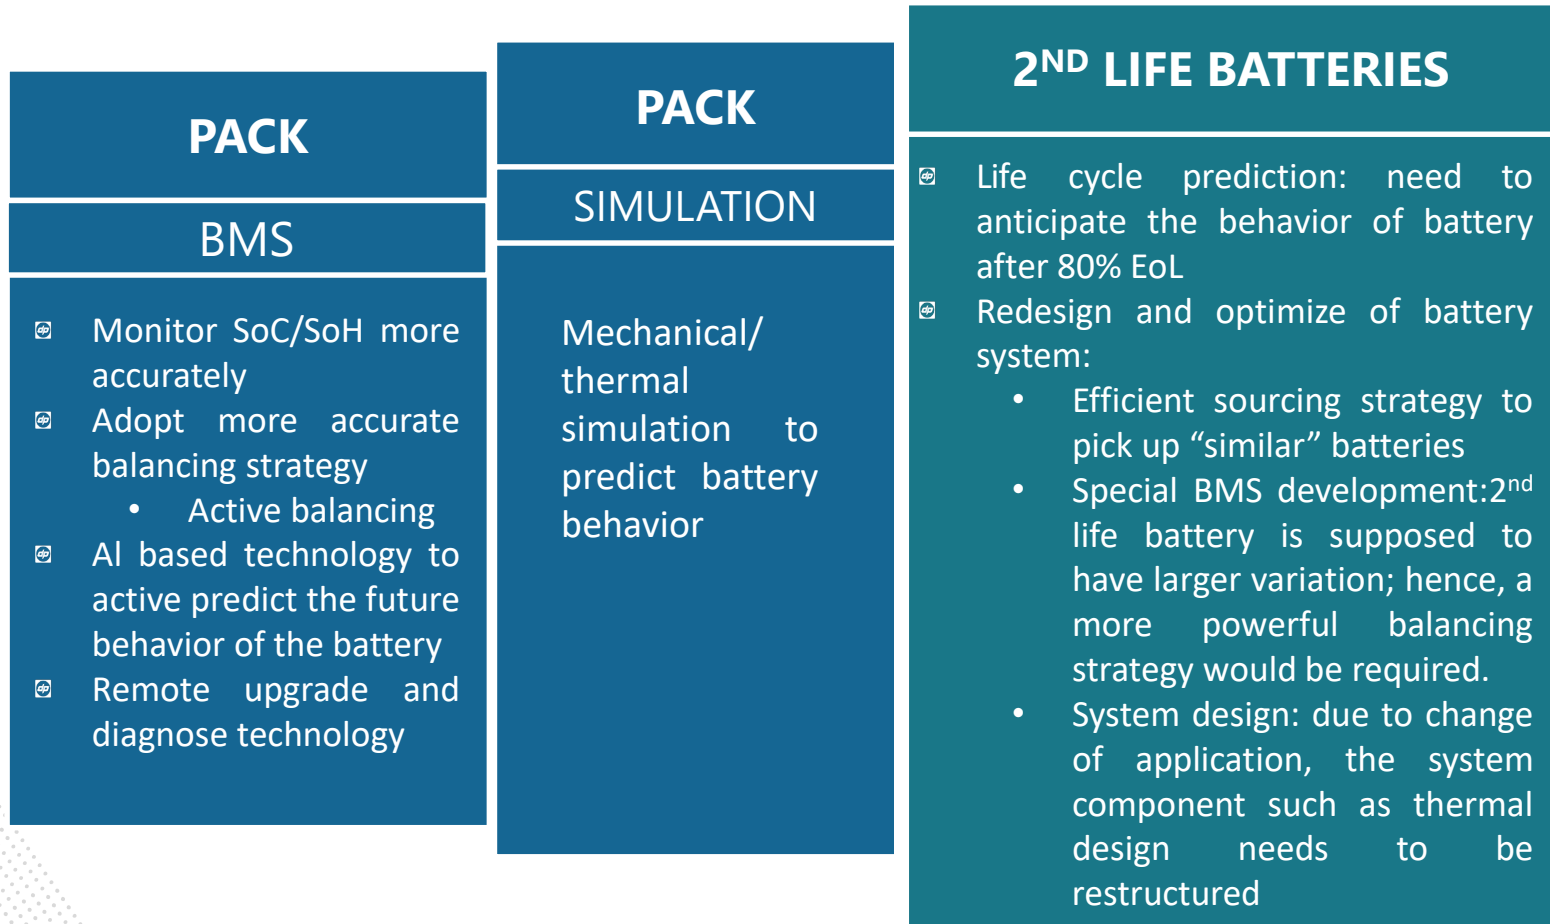 PACK
BMS
Monitor SoC/SoH more
accurately
Adopt more accurate
balancing strategy
• Active balancing
AI based technology to
active predict the future
behavior of the battery
Remote upgrade and
diagnose technology
PACK
SIMULATION
Mechanical/
thermal
simulation to
predict battery
behavior
2ND LIFE BATTERIES
Life cycle prediction: need to
anticipate the behavior of battery
after 80% EoL
Redesign and optimize of battery
system:
• Efficient sourcing strategy to
pick up “similar” batteries
• Special BMS development:2nd
life battery is supposed to
have larger variation; hence, a
more powerful balancing
strategy would be required.
• System design: due to change
of application, the system
component such as thermal
design needs to be
restructured